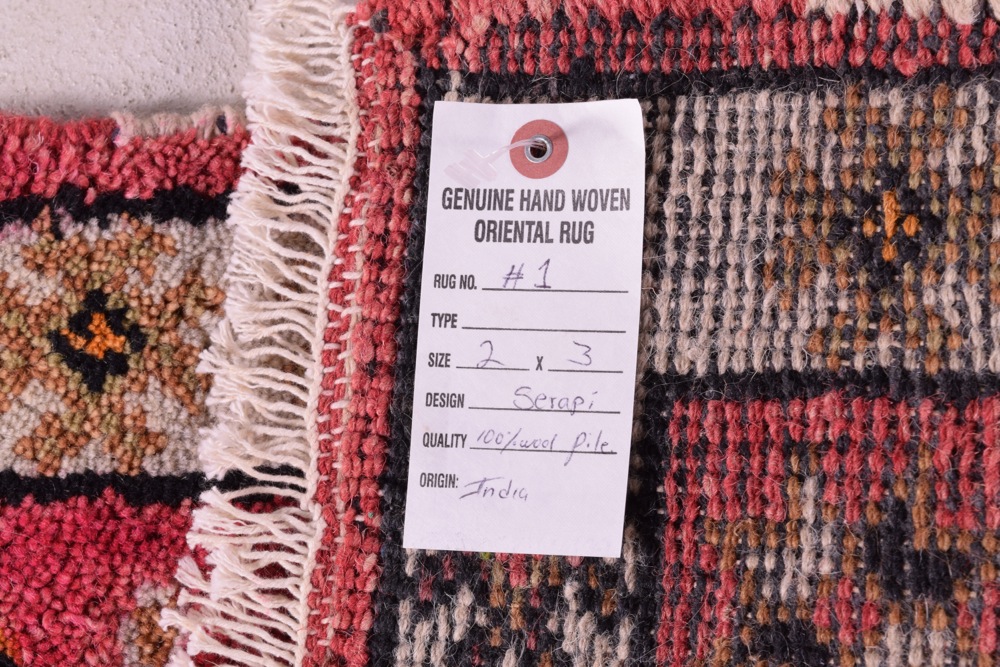 GENUINE HAND WOVEN
ORIENTAL RUG
RUG NO. #1
TYPE
SIZE 2 X 3
DESIGN Serapi
QUALITY 100% wool pile
ORIGIN: India